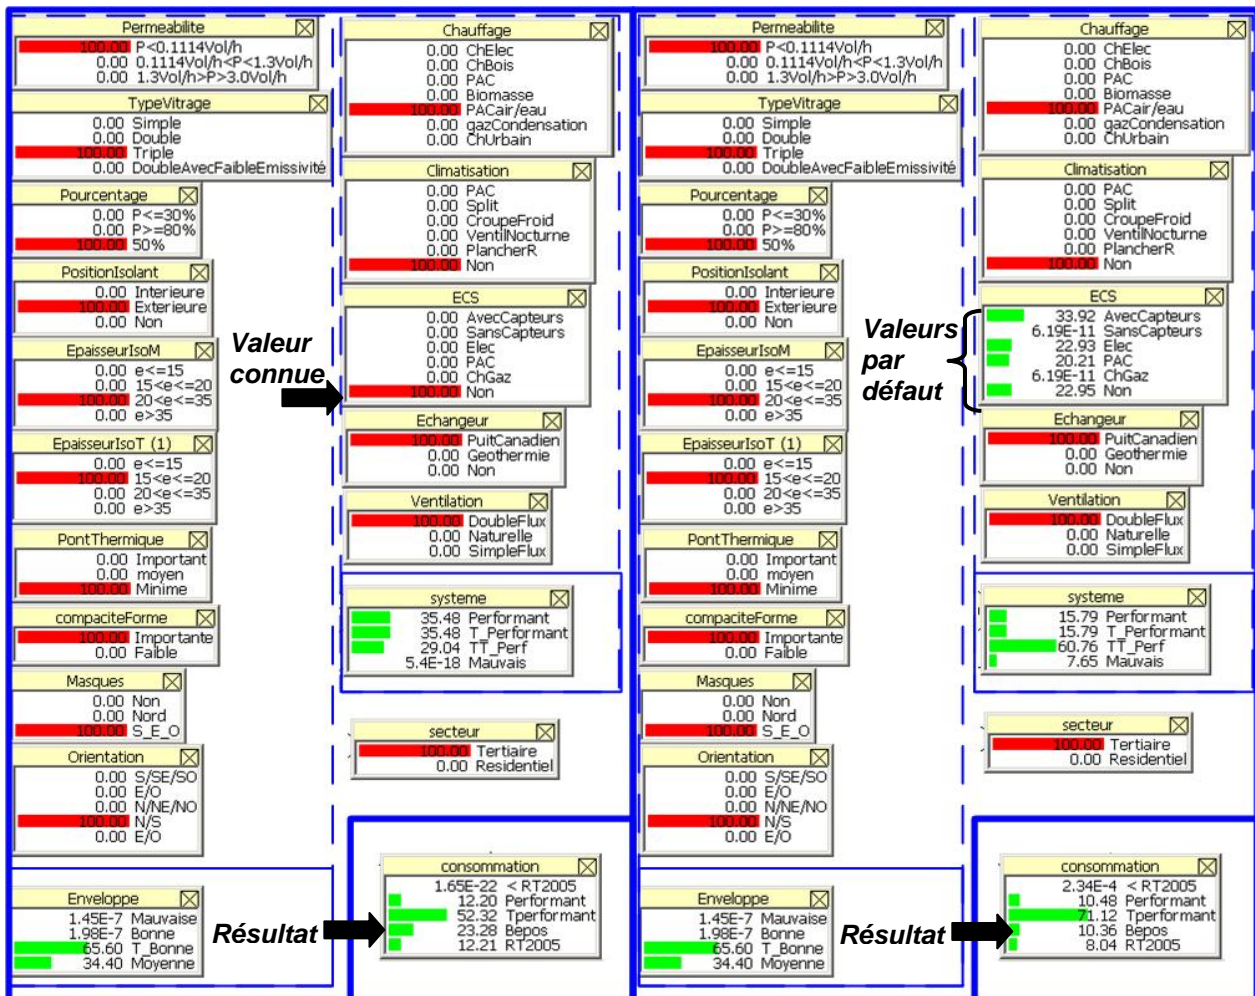 Permeabilite
100.00 P<0.1114Vol/h
0.00 0.1114Vol/h<P<1.3Vol/h
0.00 1.3Vol/h>P>3.0Vol/h
TypeVitrage
0.00 Simple
0.00 Double
100.00 Triple
0.00 DoubleAvecFaibleEmissivité
Pourcentage
0.00 P<=30%
0.00 P>=80%
100.00 50%
PositionIsolant
0.00 Interieure
100.00 Exterieure
0.00 Non
EpaisseurIsoM
0.00 e<=15
0.00 15<e<=20
100.00 20<e<=35
0.00 e>35
EpaisseurIsoT (1)
0.00 e<=15
100.00 15<e<=20
0.00 20<e<=35
0.00 e>35
PontThermique
0.00 Important
0.00 moyen
100.00 Minime
compaciteForme
100.00 Importante
0.00 Faible
Masques
0.00 Non
0.00 Nord
100.00 S_E_O
Orientation
0.00 S/SE/SO
0.00 E/O
0.00 N/NE/NO
100.00 N/S
0.00 E/O
Enveloppe
1.45E-7 Mauvaise
1.98E-7 Bonne
65.60 T_Bonne
34.40 Moyenne
Chauffage
0.00 ChElec
0.00 ChBois
0.00 PAC
0.00 Biomasse
100.00 PACair/eau
0.00 gazCondensation
0.00 ChUrbain
Climatisation
0.00 PAC
0.00 Split
0.00 CroupeFroid
0.00 VentilNocturne
0.00 PlancherR
100.00 Non
Valeur
connue
ECS
0.00 AvecCapteurs
0.00 SansCapteurs
0.00 Elec
0.00 PAC
0.00 ChGaz
100.00 Non
Echangeur
100.00 PuitCanadien
0.00 Geothermie
0.00 Non
Ventilation
100.00 DoubleFlux
0.00 Naturelle
0.00 SimpleFlux
systeme
35.48 Performant
35.48 T_Performant
29.04 TT_Perf
5.4E-18 Mauvais
secteur
100.00 Tertiaire
0.00 Residentiel
Résultat
consommation
1.65E-22 < RT2005
12.20 Performant
52.32 Tperformant
23.28 Bepos
12.21 RT2005
Permeabilite
100.00 P<0.1114Vol/h
0.00 0.1114Vol/h<P<1.3Vol/h
0.00 1.3Vol/h>P>3.0Vol/h
TypeVitrage
0.00 Simple
0.00 Double
100.00 Triple
0.00 DoubleAvecFaibleEmissivité
Pourcentage
0.00 P<=30%
0.00 P>=80%
100.00 50%
PositionIsolant
0.00 Interieure
100.00 Exterieure
0.00 Non
EpaisseurIsoM
0.00 e<=15
0.00 15<e<=20
100.00 20<e<=35
0.00 e>35
EpaisseurIsoT (1)
0.00 e<=15
100.00 15<e<=20
0.00 20<e<=35
0.00 e>35
PontThermique
0.00 Important
0.00 moyen
100.00 Minime
compaciteForme
100.00 Importante
0.00 Faible
Masques
0.00 Non
0.00 Nord
100.00 S_E_O
Orientation
0.00 S/SE/SO
0.00 E/O
0.00 N/NE/NO
100.00 N/S
0.00 E/O
Enveloppe
1.45E-7 Mauvaise
1.98E-7 Bonne
65.60 T_Bonne
34.40 Moyenne
Chauffage
0.00 ChElec
0.00 ChBois
0.00 PAC
0.00 Biomasse
100.00 PACair/eau
0.00 gazCondensation
0.00 ChUrbain
Climatisation
0.00 PAC
0.00 Split
0.00 CroupeFroid
0.00 VentilNocturne
0.00 PlancherR
100.00 Non
Valeurs
par
défaut
ECS
33.92 AvecCapteurs
6.19E-11 SansCapteurs
22.93 Elec
20.21 PAC
6.19E-11 ChGaz
22.95 Non
Echangeur
100.00 PuitCanadien
0.00 Geothermie
0.00 Non
Ventilation
100.00 DoubleFlux
0.00 Naturelle
0.00 SimpleFlux
systeme
15.79 Performant
15.79 T_Performant
60.76 TT_Perf
7.65 Mauvais
secteur
100.00 Tertiaire
0.00 Residentiel
Résultat
consommation
2.34E-4 < RT2005
10.48 Performant
71.12 Tperformant
10.36 Bepos
8.04 RT2005